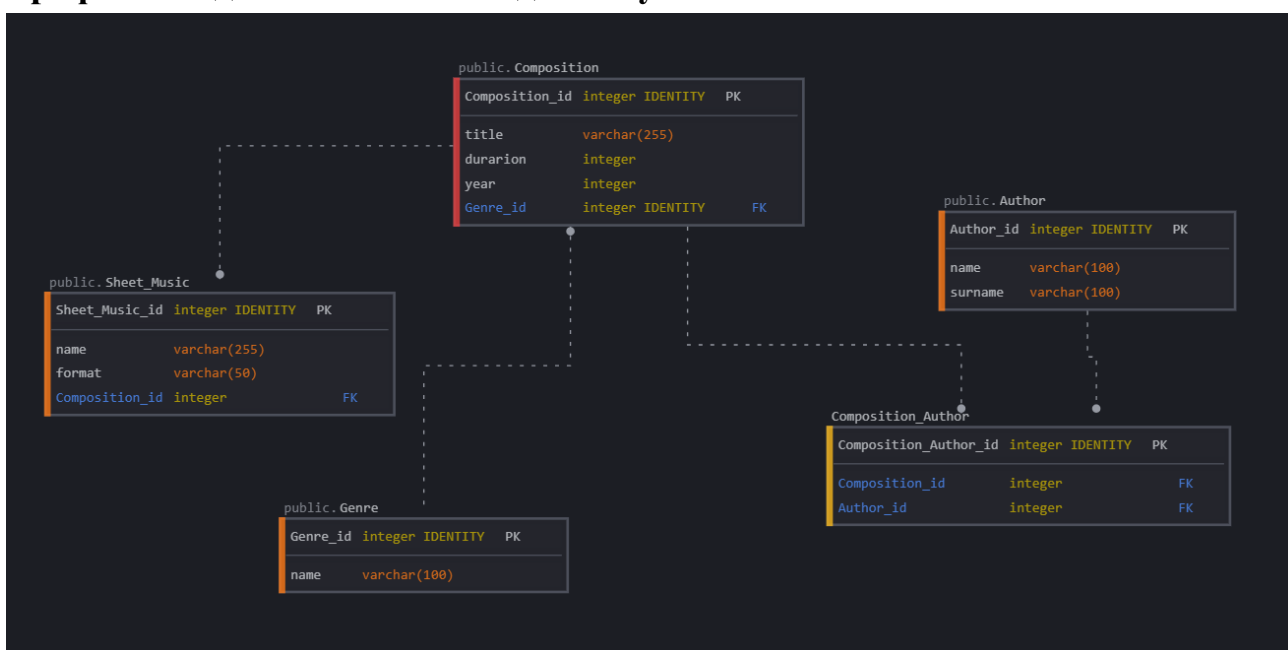 public.Composition
Composition_id integer IDENTITY PK
title varchar(255)
durarion integer
year integer
Genre_id integer IDENTITY FK
public.Author
Author_id integer IDENTITY PK
name varchar(100)
surname varchar(100)
public.Sheet_Music
Sheet_Music_id integer IDENTITY PK
name varchar(255)
format varchar(50)
Composition_id integer FK
Composition_Author
Composition_Author_id integer IDENTITY PK
Composition_id integer FK
Author_id integer FK
public.Genre
Genre_id integer IDENTITY PK
name varchar(100)